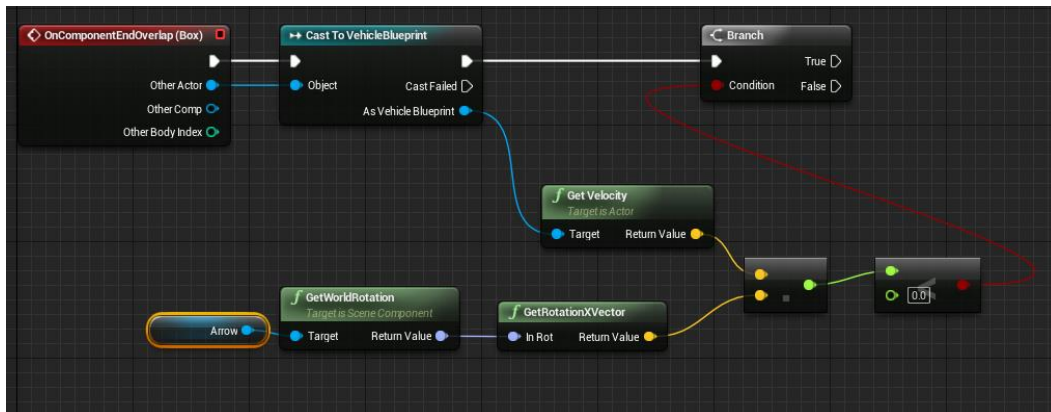 OnComponentEndOverlap (Box)
Other Actor
Other Comp
Other Body Index
Cast To VehicleBlueprint
Object
Cast Failed
As Vehicle Blueprint
Branch
True
Condition
False
Get Velocity
Target is Actor
Target
Return Value
Arrow
GetWorldRotation
Target is Scene Component
Target
Return Value
GetRotationXVector
In Rot
Return Value
0.0